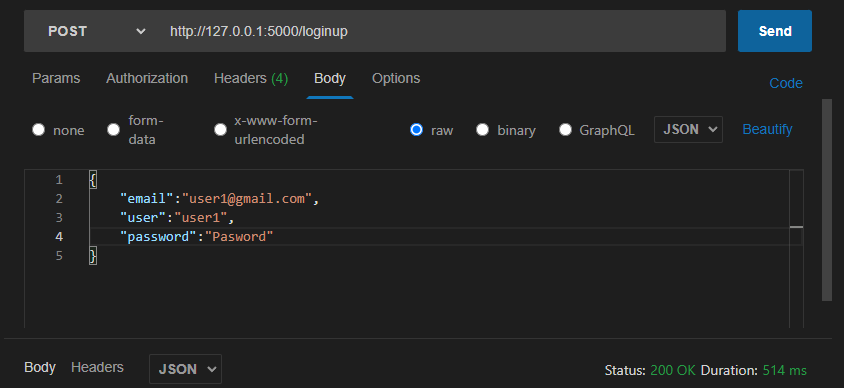 POST http://127.0.0.1:5000/loginup Send
Params Authorization Headers (4) Body Options Code
none form-data x-www-form-urlencoded raw binary GraphQL JSON Beautify
1 {
2 "email":"user1@gmail.com",
3 "user":"user1",
4 "password":"Pasword"
5 }
Body Headers JSON Status: 200 OK Duration: 514 ms